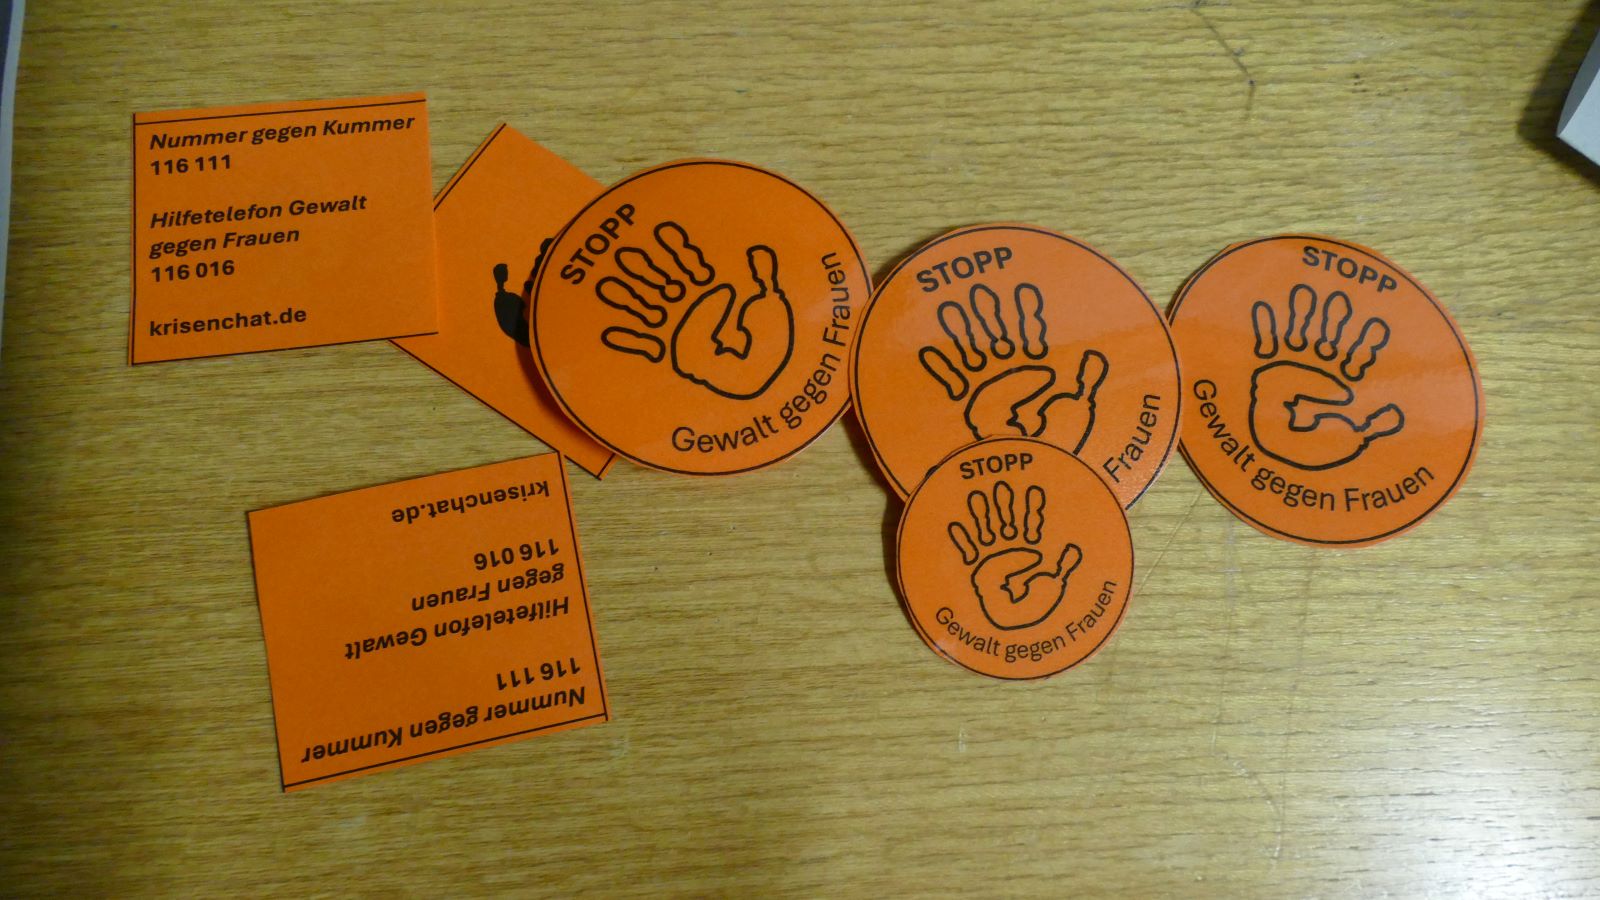 Nummer gegen Kummer
116 111
Hilfetelefon Gewalt
gegen Frauen
116 016
krisenchat.de
STOPP
Gewalt gegen Frauen
STOPP
Frauen
STOPP
Gewalt gegen Frauen
STOPP
Gewalt gegen Frauen
Nummer gegen Kummer
116 111
Hilfetelefon Gewalt
gegen Frauen
116 016
krisenchat.de